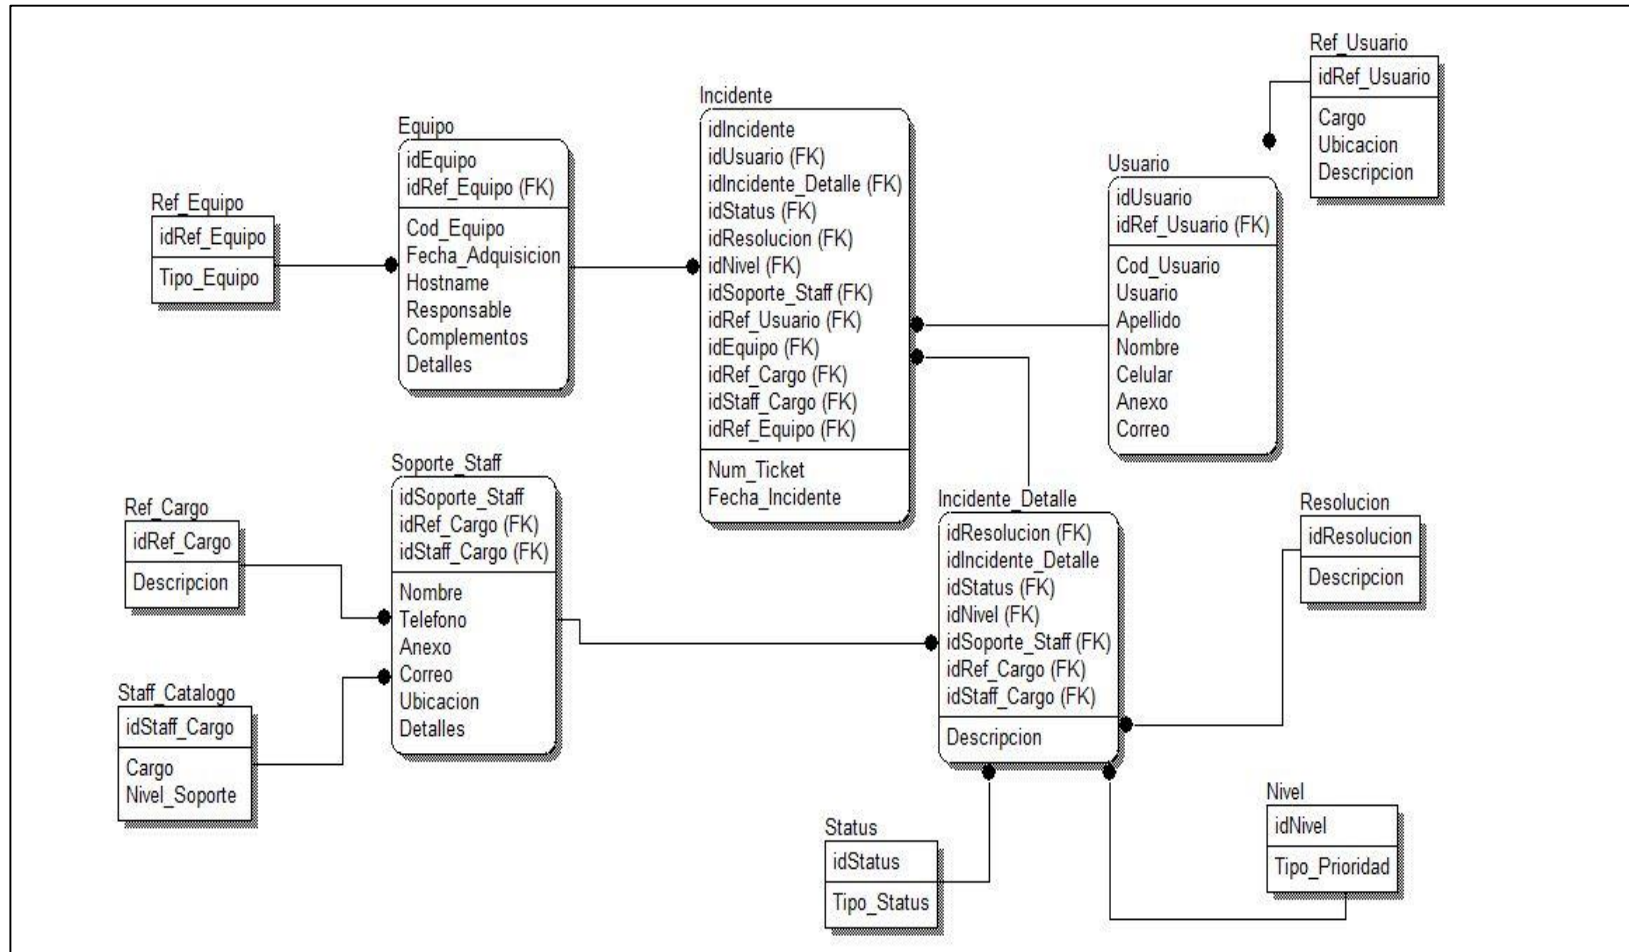 Ref_Equipo
idRef_Equipo
Tipo_Equipo
Equipo
idEquipo
idRef_Equipo (FK)
Cod_Equipo
Fecha_Adquisicion
Hostname
Responsable
Complementos
Detalles
Incidente
idIncidente
idUsuario (FK)
idIncidente_Detalle (FK)
idStatus (FK)
idResolucion (FK)
idNivel (FK)
idSoporte_Staff (FK)
idRef_Usuario (FK)
idEquipo (FK)
idRef_Cargo (FK)
idStaff_Cargo (FK)
idRef_Equipo (FK)
Num_Ticket
Fecha_Incidente
Usuario
idUsuario
idRef_Usuario (FK)
Cod_Usuario
Usuario
Apellido
Nombre
Celular
Anexo
Correo
Ref_Usuario
idRef_Usuario
Cargo
Ubicacion
Descripcion
Ref_Cargo
idRef_Cargo
Descripcion
Staff_Catalogo
idStaff_Cargo
Cargo
Nivel_Soporte
Soporte_Staff
idSoporte_Staff
idRef_Cargo (FK)
idStaff_Cargo (FK)
Nombre
Telefono
Anexo
Correo
Ubicacion
Detalles
Incidente_Detalle
idResolucion (FK)
idIncidente_Detalle
idStatus (FK)
idNivel (FK)
idSoporte_Staff (FK)
idRef_Cargo (FK)
idStaff_Cargo (FK)
Descripcion
Resolucion
idResolucion
Descripcion
Status
idStatus
Tipo_Status
Nivel
idNivel
Tipo_Prioridad